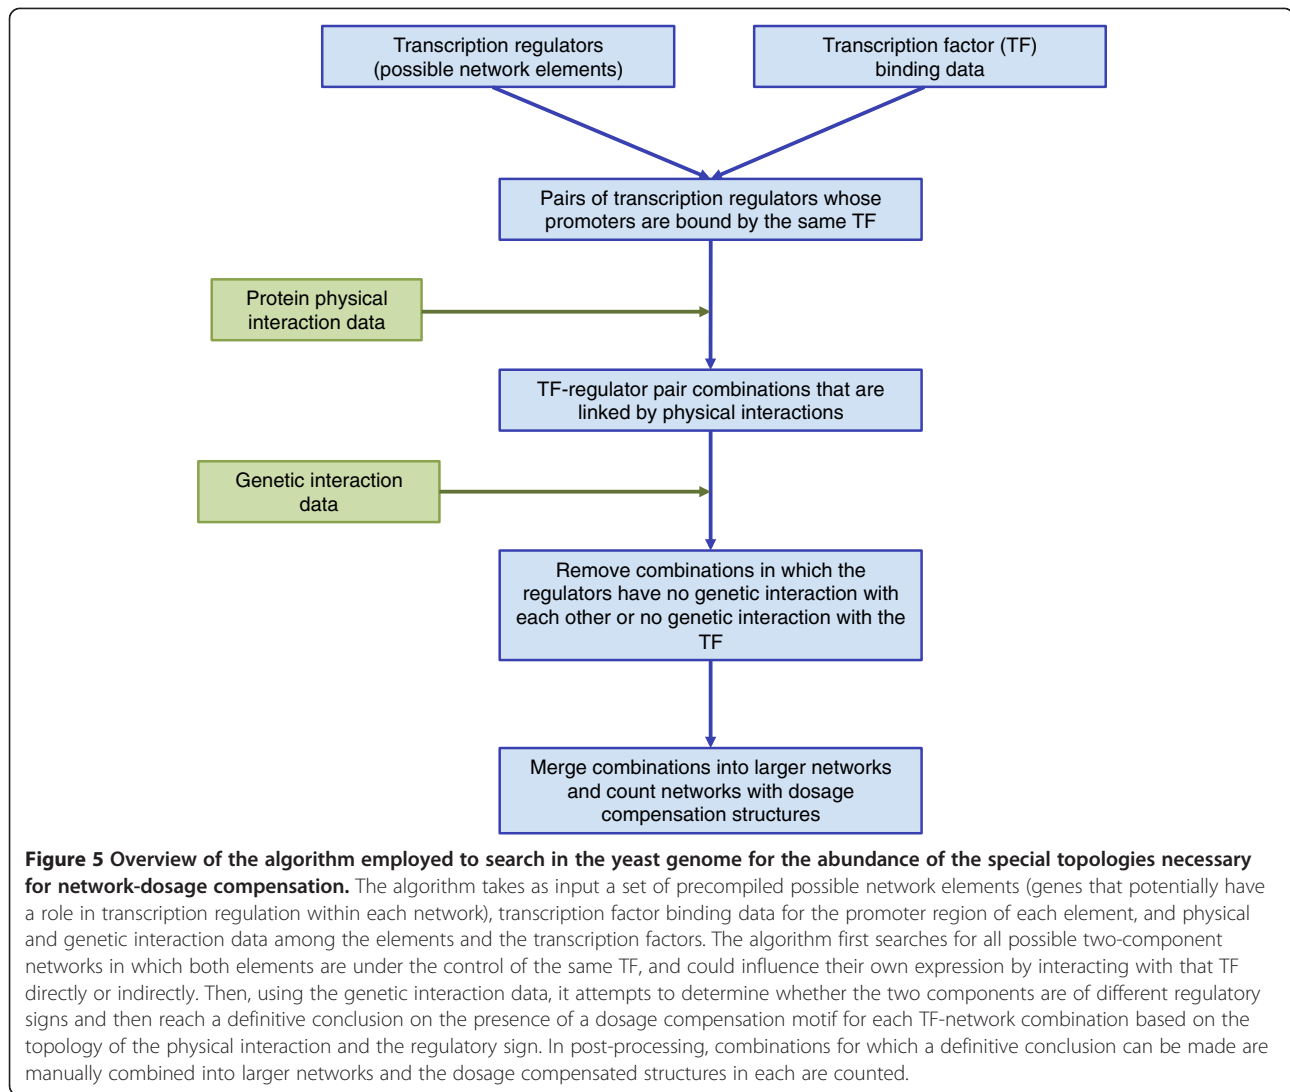 Transcription regulators
(possible network elements)
Transcription factor (TF)
binding data
Pairs of transcription regulators whose
promoters are bound by the same TF
Protein physical
interaction data
TF-regulator pair combinations that are
linked by physical interactions
Genetic interaction
data
Remove combinations in which the
regulators have no genetic interaction with
each other or no genetic interaction with the
TF
Merge combinations into larger networks
and count networks with dosage
compensation structures
Figure 5 Overview of the algorithm employed to search in the yeast genome for the abundance of the special topologies necessary
for network-dosage compensation. The algorithm takes as input a set of precompiled possible network elements (genes that potentially have
a role in transcription regulation within each network), transcription factor binding data for the promoter region of each element, and physical
and genetic interaction data among the elements and the transcription factors. The algorithm first searches for all possible two-component
networks in which both elements are under the control of the same TF, and could influence their own expression by interacting with that TF
directly or indirectly. Then, using the genetic interaction data, it attempts to determine whether the two components are of different regulatory
signs and then reach a definitive conclusion on the presence of a dosage compensation motif for each TF-network combination based on the
topology of the physical interaction and the regulatory sign. In post-processing, combinations for which a definitive conclusion can be made are
manually combined into larger networks and the dosage compensated structures in each are counted.